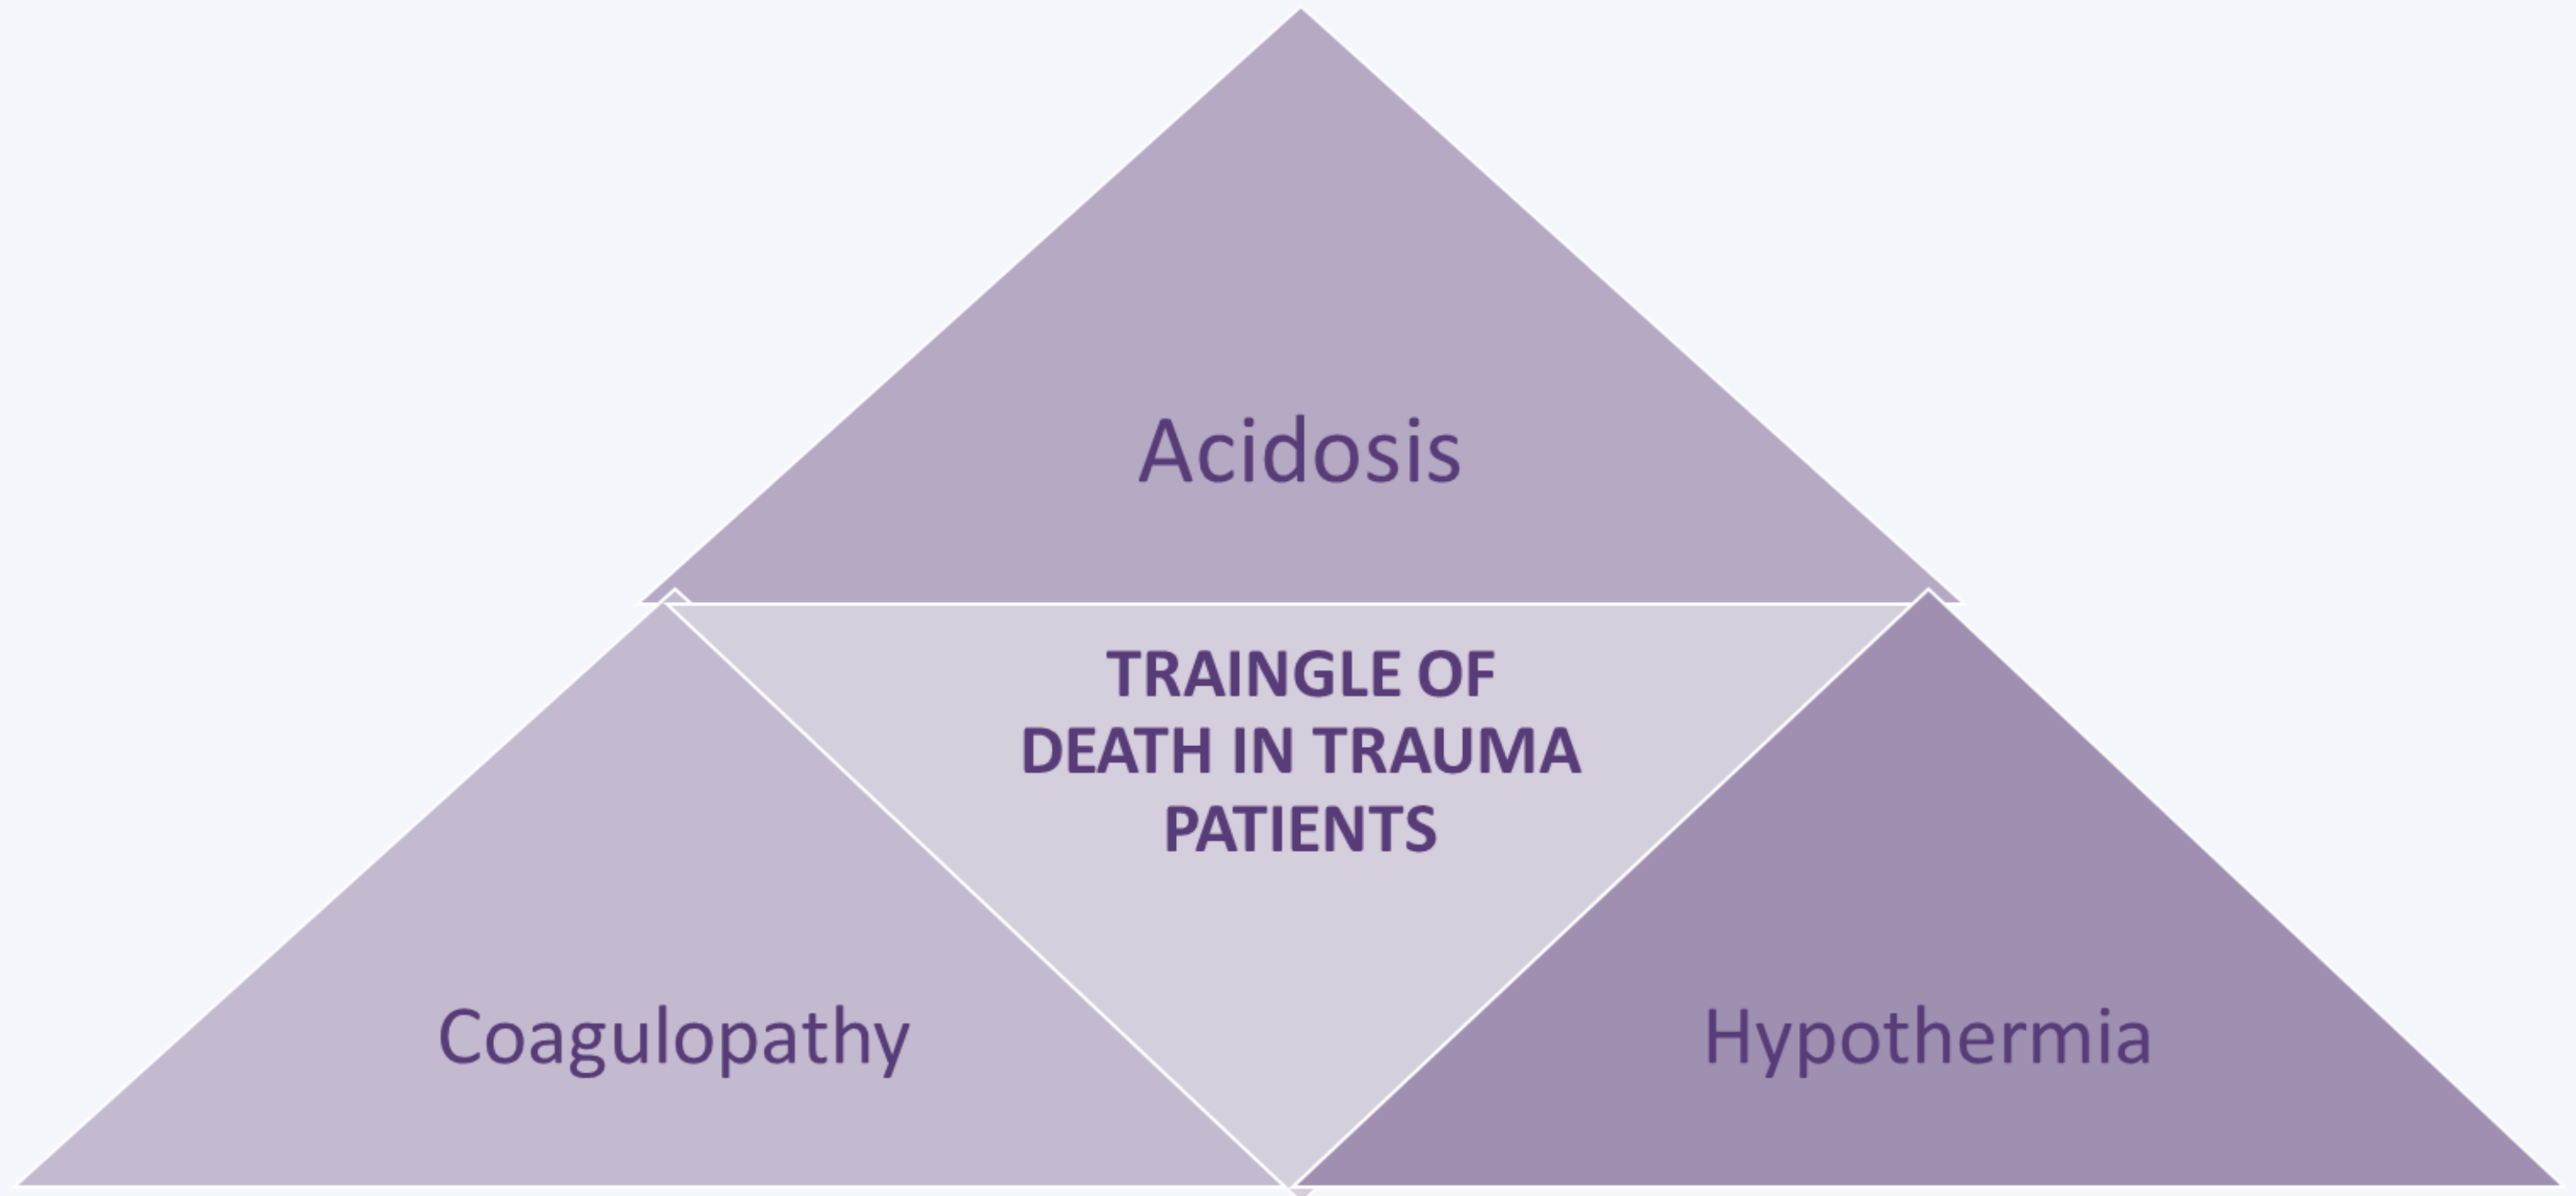 Acidosis
TRAINGLE OF
DEATH IN TRAUMA
PATIENTS
Coagulopathy
Hypothermia